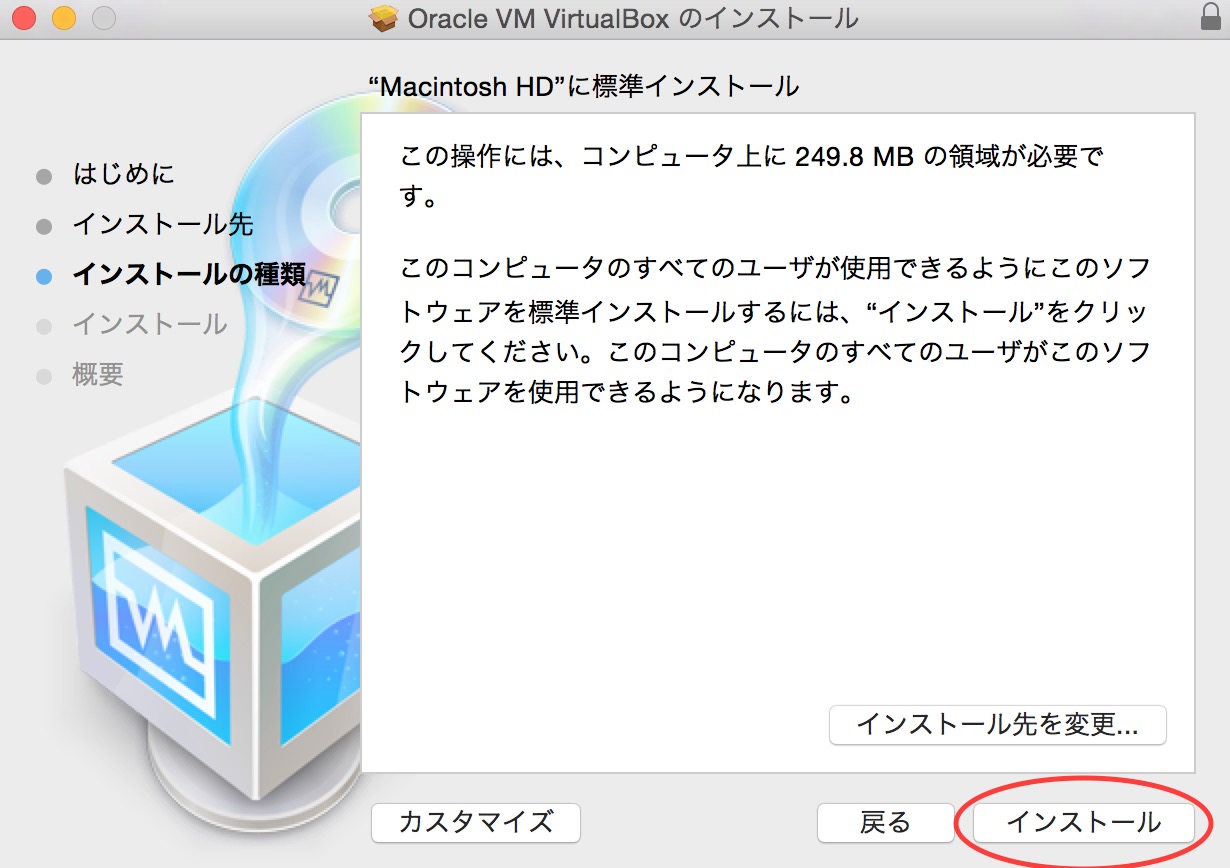 Oracle VM VirtualBox のインストール
“Macintosh HD”に標準インストール
はじめに
インストール先
インストールの種類
インストール
概要
この操作には、コンピュータ上に 249.8 MB の領域が必要で
す。
このコンピュータのすべてのユーザが使用できるようにこのソフ
トウェアを標準インストールするには、“インストール”をクリッ
クしてください。このコンピュータのすべてのユーザがこのソフ
トウェアを使用できるようになります。
インストール先を変更...
カスタマイズ
戻る
インストール